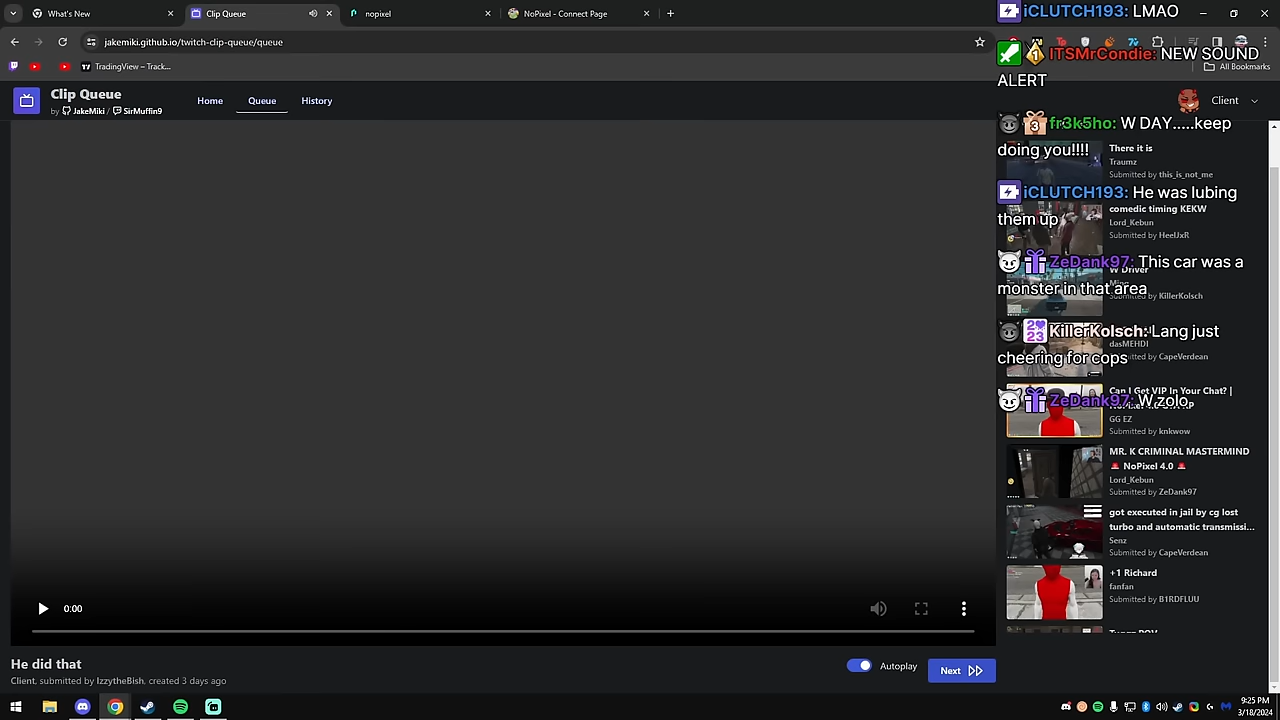 What's New
Clip Queue
nopixel
NoPixel - Connect Page
jakemiki.github.io/twitch-clip-queue/queue
TradingView – Track...
All Bookmarks
Clip Queue
by JakeMiki / SirMuffin9
Home
Queue
History
Client
iCLUTCH193: LMAO
ITSMrCondie: NEW SOUND
ALERT
fr3k5ho: W DAY.....keep
doing you!!!!
There it is
Traumz
Submitted by this_is_not_me
iCLUTCH193: He was lubing
them up
comedic timing KEKW
Lord_Kebun
Submitted by HeelJxR
ZeDank97: This car was a
monster in that area
W Driver
Submitted by KillerKolsch
KillerKolsch: Lang just
cheering for cops
dasMEHDI
Submitted by CapeVerdean
Can I Get VIP In Your Chat? |
ZeDank97: W zolo
GG EZ
Submitted by knkwow
MR. K CRIMINAL MASTERMIND
🚨 NoPixel 4.0 🚨
Lord_Kebun
Submitted by ZeDank97
got executed in jail by cg lost
turbo and automatic transmissi...
Senz
Submitted by CapeVerdean
+1 Richard
fanfan
Submitted by B1RDFLUU
0:00
He did that
Client, submitted by IzzytheBish, created 3 days ago
Autoplay
Next
9:25 PM
3/18/2024